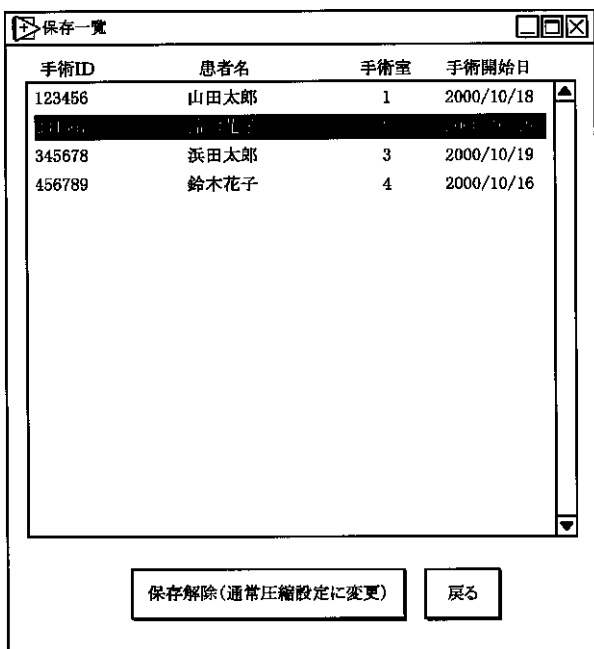 保存一覧
手術ID 患者名 手術室 手術開始日
123456 山田太郎 1 2000/10/18
345678 浜田太郎 3 2000/10/19
456789 鈴木花子 4 2000/10/16
保存解除(通常圧縮設定に変更) 戻る